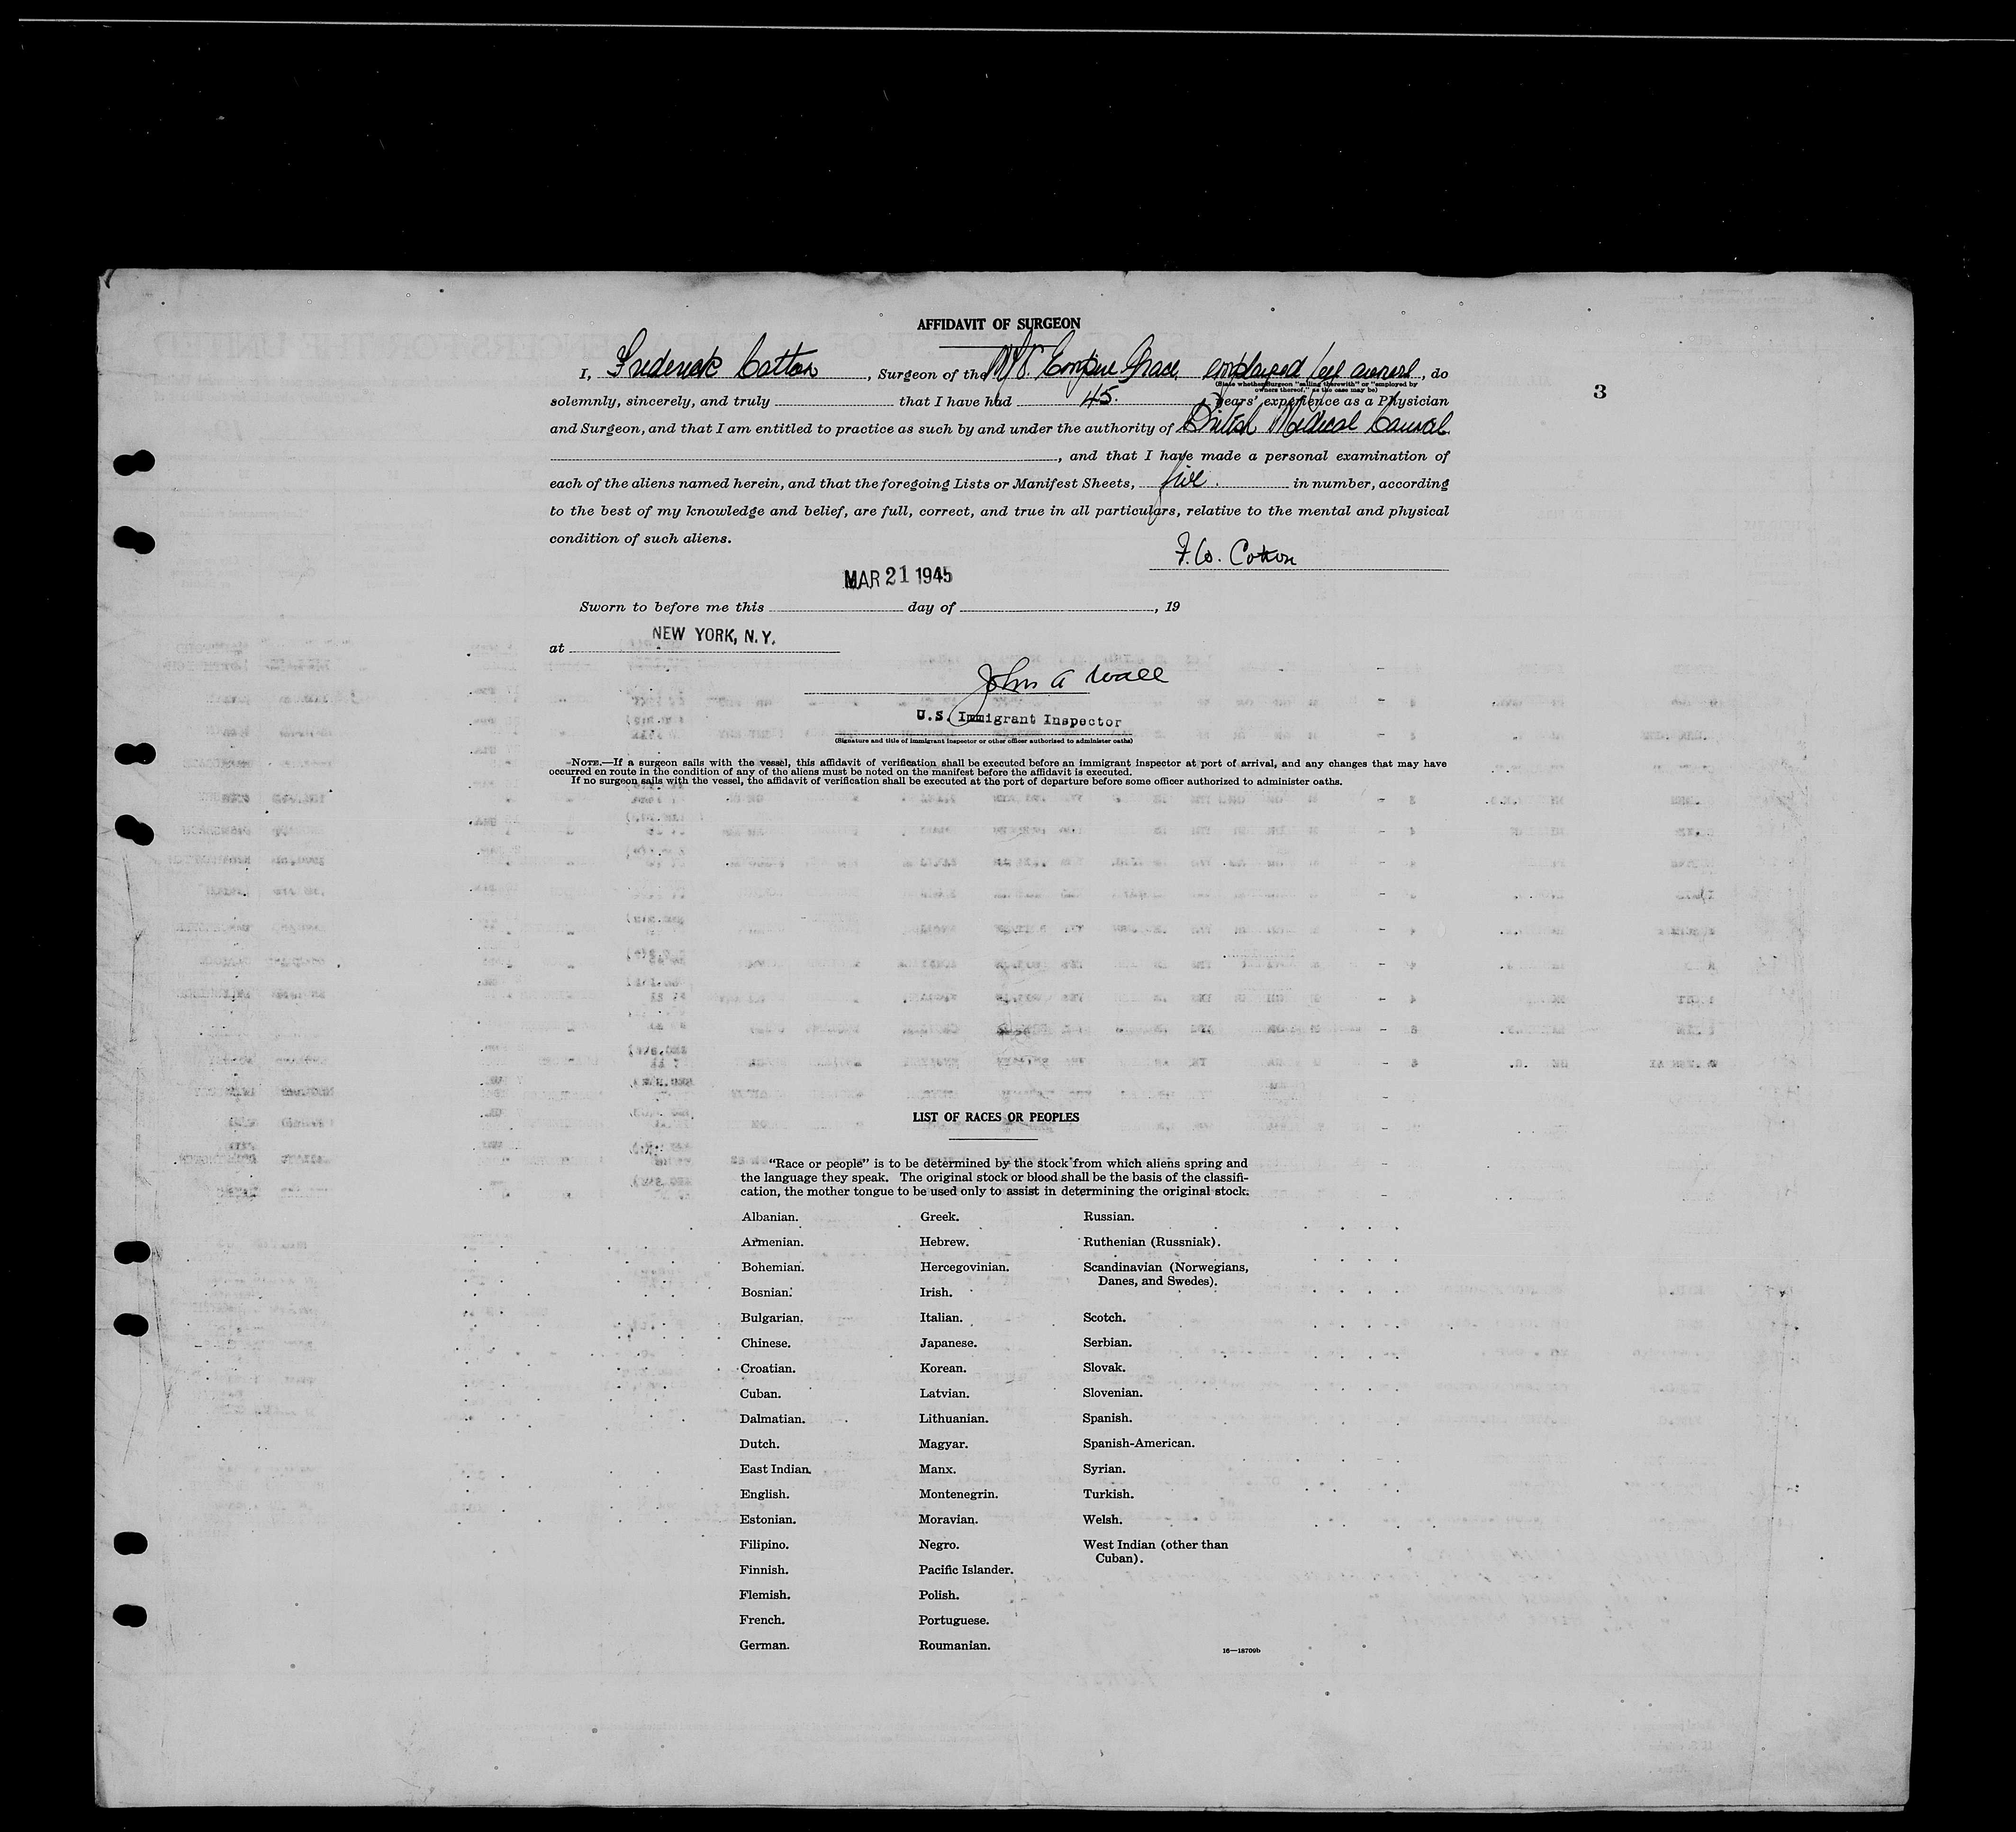 AFFIDAVIT OF SURGEON
I, Frederick Cotton, Surgeon of the M/V. Empire Grace, employed by owners, do
(State whether Surgeon "sailing therewith" or "employed by owners thereof," as the case may be)
3
solemnly, sincerely, and truly that I have had 45. years' experience as a Physician
and Surgeon, and that I am entitled to practice as such by and under the authority of British Medical Council
, and that I have made a personal examination of
each of the aliens named herein, and that the foregoing Lists or Manifest Sheets, five. in number, according
to the best of my knowledge and belief, are full, correct, and true in all particulars, relative to the mental and physical
condition of such aliens.
F.W. Cotton
MAR 21 1945
Sworn to before me this day of , 19
at NEW YORK, N.Y.
John A Wall
U.S. Immigrant Inspector
(Signature and title of immigrant inspector or other officer authorized to administer oaths)
NOTE.—If a surgeon sails with the vessel, this affidavit of verification shall be executed before an immigrant inspector at port of arrival, and any changes that may have
occurred en route in the condition of any of the aliens must be noted on the manifest before the affidavit is executed.
If no surgeon sails with the vessel, the affidavit of verification shall be executed at the port of departure before some officer authorized to administer oaths.
LIST OF RACES OR PEOPLES
"Race or people" is to be determined by the stock from which aliens spring and
the language they speak. The original stock or blood shall be the basis of the classifi-
cation, the mother tongue to be used only to assist in determining the original stock.
Albanian.
Armenian.
Bohemian.
Bosnian.
Bulgarian.
Chinese.
Croatian.
Cuban.
Dalmatian.
Dutch.
East Indian.
English.
Estonian.
Filipino.
Finnish.
Flemish.
French.
German.
Greek.
Hebrew.
Hercegovinian.
Irish.
Italian.
Japanese.
Korean.
Latvian.
Lithuanian.
Magyar.
Manx.
Montenegrin.
Moravian.
Negro.
Pacific Islander.
Polish.
Portuguese.
Roumanian.
Russian.
Ruthenian (Russniak).
Scandinavian (Norwegians,
Danes, and Swedes).
Scotch.
Serbian.
Slovak.
Slovenian.
Spanish.
Spanish-American.
Syrian.
Turkish.
Welsh.
West Indian (other than
Cuban).
16—18709b